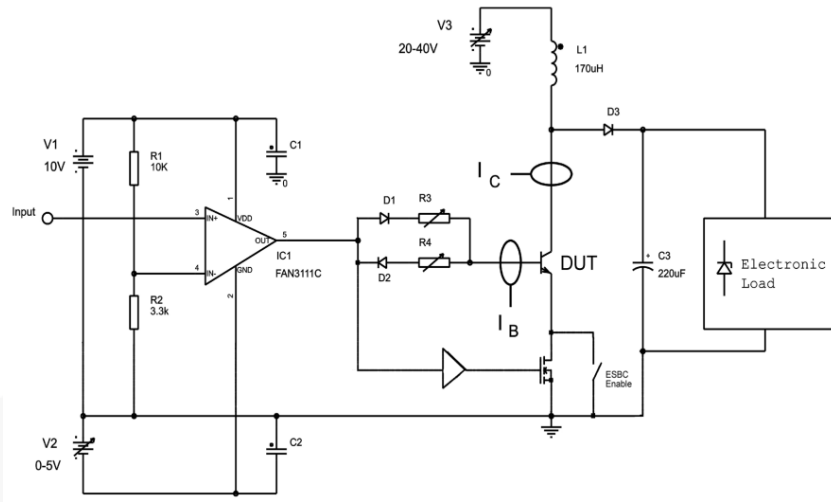 V3
20-40V
0
L1
170uH
D3
V1
10V
R1
10K
C1
0
I C
D1
R3
Input
3
IN+
1
VDD
OUT
5
IC1
FAN3111C
4
IN-
GND
2
R4
D2
DUT
I B
C3
220uF
+
Electronic
Load
R2
3.3k
ESBC
Enable
V2
0-5V
C2